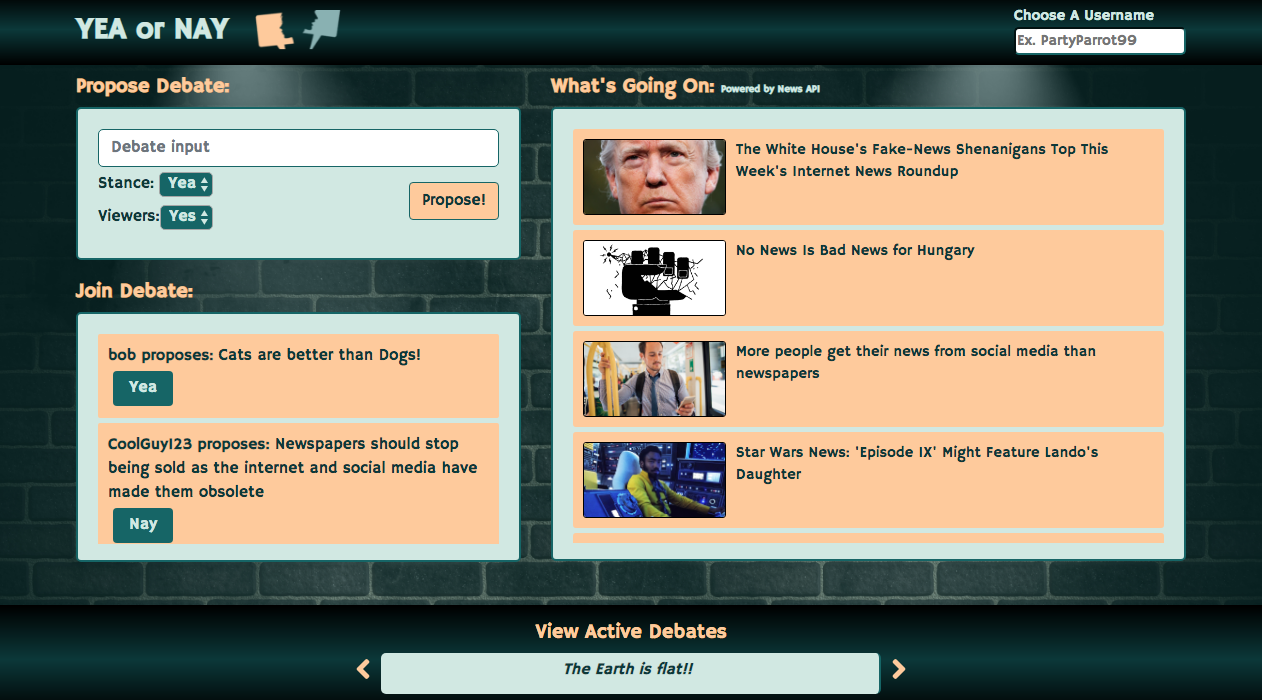 YEA or NAY
Choose A Username
Ex. PartyParrot99
Propose Debate:
Debate input
Stance: Yea
Viewers: Yes
Propose!
Join Debate:
bob proposes: Cats are better than Dogs!
Yea
CoolGuy123 proposes: Newspapers should stop
being sold as the internet and social media have
made them obsolete
Nay
What's Going On: Powered by News API
The White House's Fake-News Shenanigans Top This
Week's Internet News Roundup
No News Is Bad News for Hungary
More people get their news from social media than
newspapers
Star Wars News: 'Episode IX' Might Feature Lando's
Daughter
View Active Debates
The Earth is flat!!